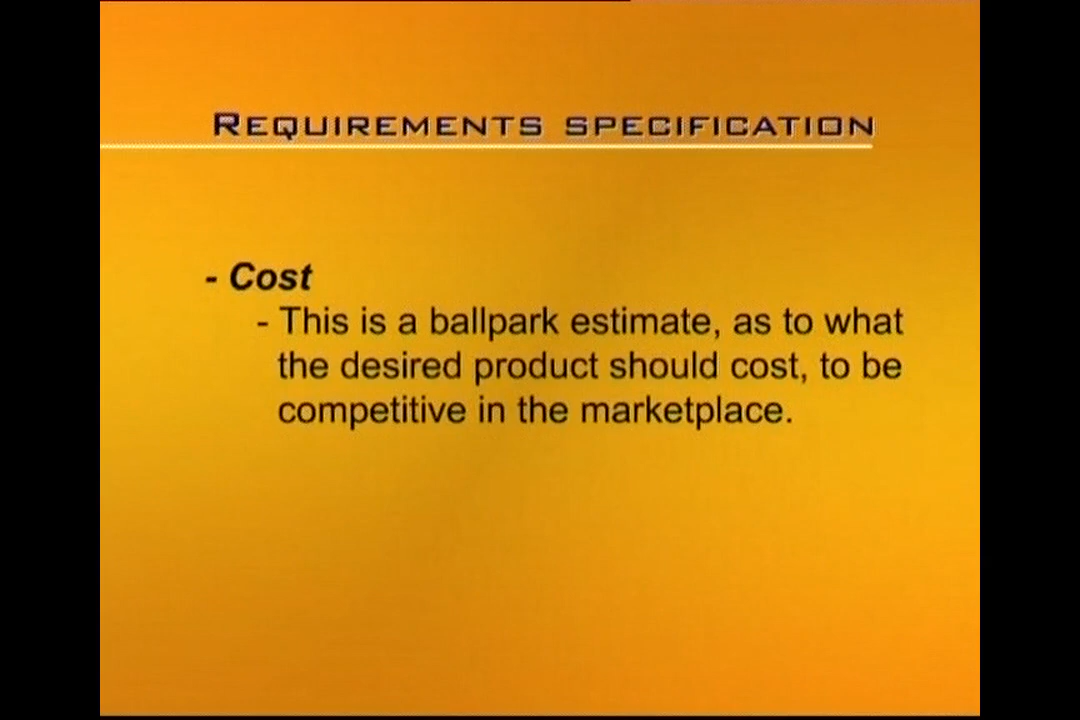 REQUIREMENTS SPECIFICATION
- Cost
- This is a ballpark estimate, as to what
the desired product should cost, to be
competitive in the marketplace.